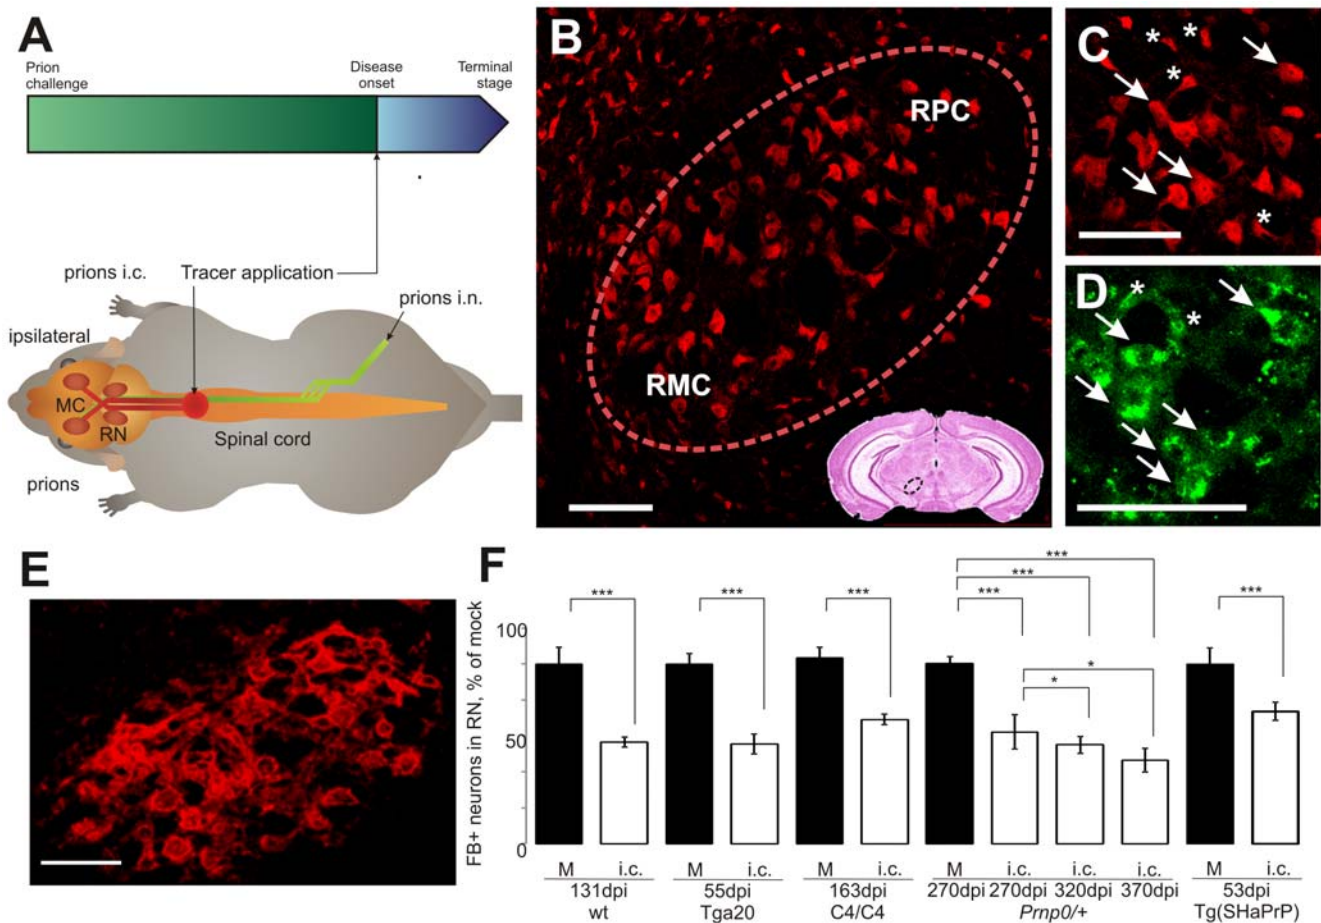 A
Prion challenge
Disease onset
Terminal stage
prions i.c.
Tracer application
prions i.n.
ipsilateral
MC
RN
Spinal cord
prions
B
RPC
RMC
C
* * * *
D
* *
E
F
FB+ neurons in RN, % of mock
100
50
0
*** *** *** *** *** *** * * ***
M i.c. M i.c. M i.c. M i.c. i.c. i.c. M i.c.
131dpi 55dpi 163dpi 270dpi 270dpi 320dpi 370dpi 53dpi
wt Tga20 C4/C4 Prnp0/+ Tg(SHaPrP)